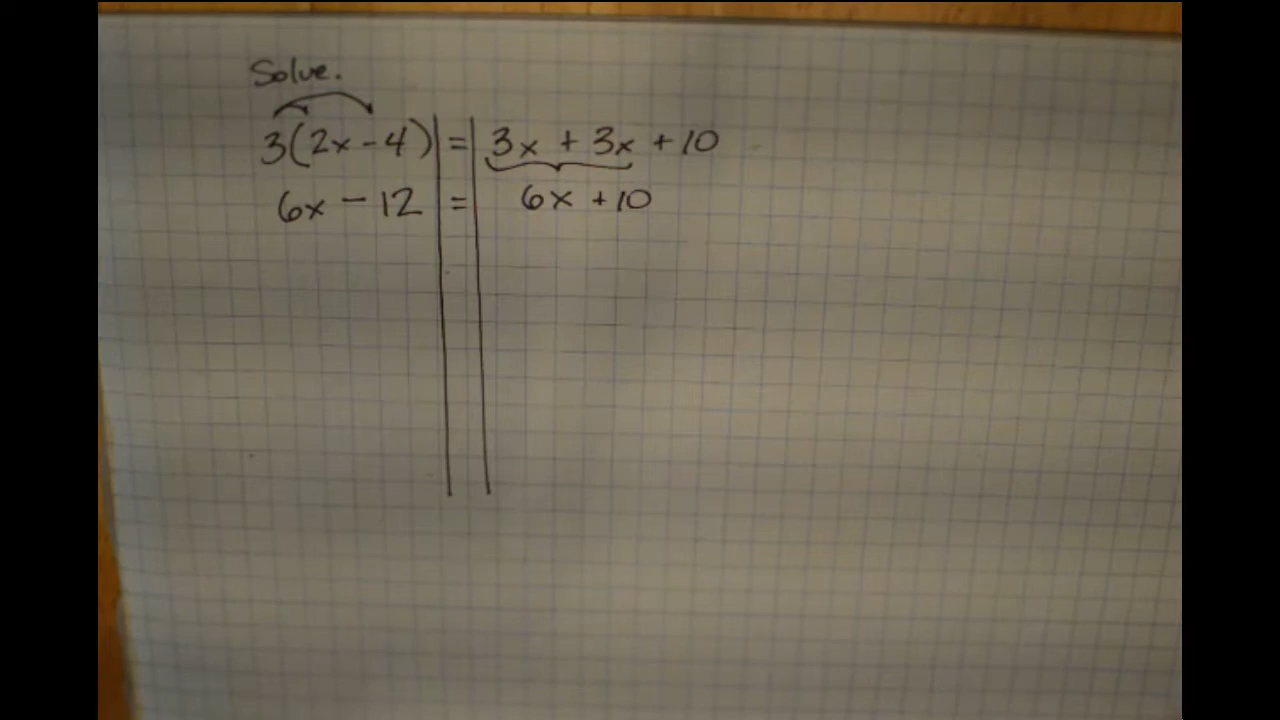 Solve.
3(2x - 4) = 3x + 3x + 10
6x - 12 = 6x + 10